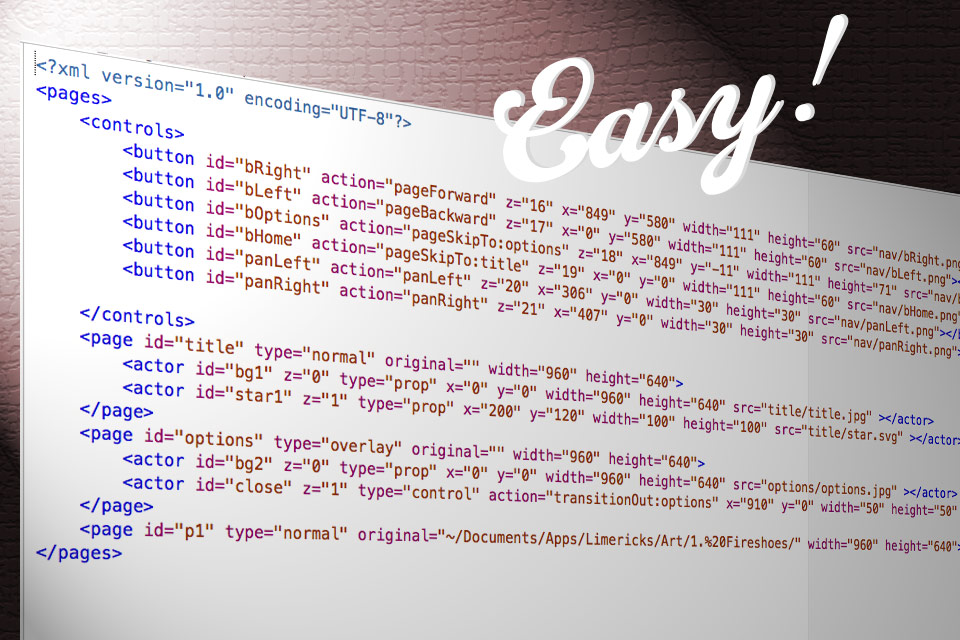 Easy!
<?xml version="1.0" encoding="UTF-8"?>
<pages>
<controls>
<button id="bRight" action="pageForward" z="16" x="849" y="580" width="111" height="60" src="nav/bRight.png
<button id="bLeft" action="pageBackward" z="17" x="0" y="580" width="111" height="60" src="nav/bLeft.png"><
<button id="bOptions" action="pageSkipTo:options" z="18" x="849" y="-11" width="111" height="71" src="nav/b
<button id="bHome" action="pageSkipTo:title" z="19" x="0" y="0" width="111" height="60" src="nav/bHome.png"
<button id="panLeft" action="panLeft" z="20" x="306" y="0" width="30" height="30" src="nav/panLeft.png"></b
<button id="panRight" action="panRight" z="21" x="407" y="0" width="30" height="30" src="nav/panRight.png">
</controls>
<page id="title" type="normal" original="" width="960" height="640">
<actor id="bg1" z="0" type="prop" x="0" y="0" width="960" height="640" src="title/title.jpg" ></actor>
<actor id="star1" z="1" type="prop" x="200" y="120" width="100" height="100" src="title/star.svg" ></actor>
</page>
<page id="options" type="overlay" original="" width="960" height="640">
<actor id="bg2" z="0" type="prop" x="0" y="0" width="960" height="640" src="options/options.jpg" ></actor>
<actor id="close" z="1" type="control" action="transitionOut:options" x="910" y="0" width="50" height="50"
</page>
<page id="p1" type="normal" original="~/Documents/Apps/Limericks/Art/1.%20Fireshoes/" width="960" height="640">
</pages>